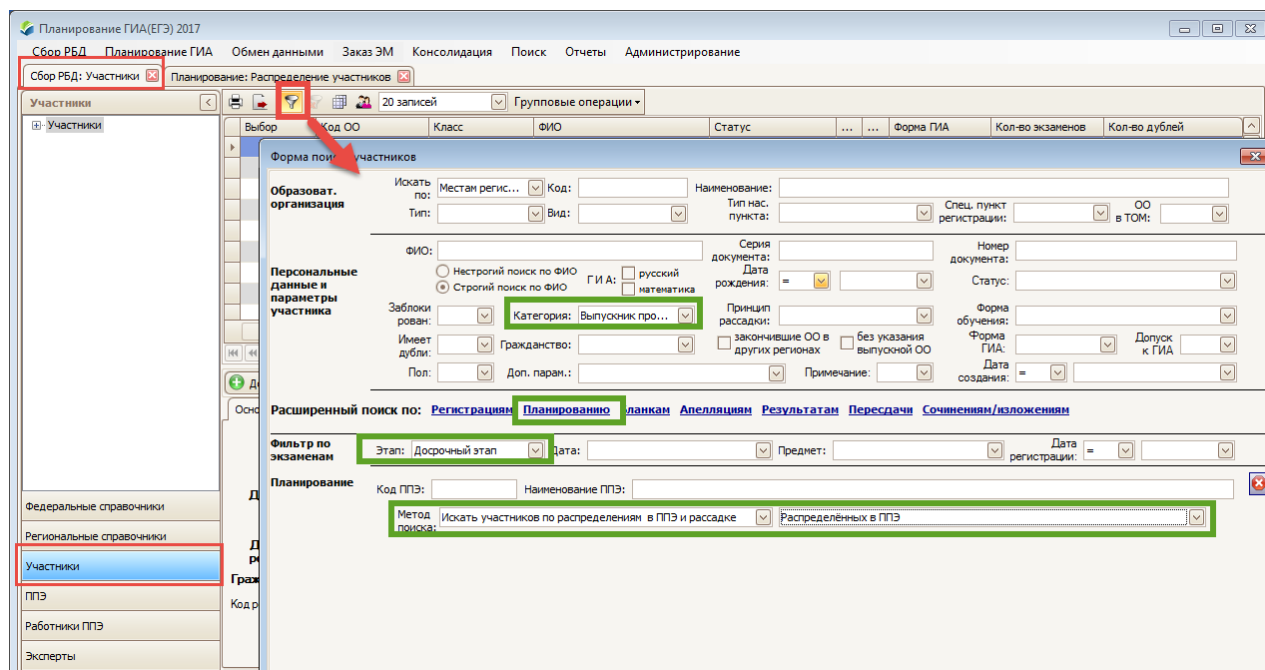 Планирование ГИА(ЕГЭ) 2017
Сбор РБД Планирование ГИА Обмен данными Заказ ЭМ Консолидация Поиск Отчеты Администрирование
Сбор РБД: Участники Планирование: Распределение участников
Участники 20 записей Групповые операции
Участники
Выбор Код ОО Класс ФИО Статус ... ... Форма ГИА Кол-во экзаменов Кол-во дублей
Форма поиска участников
Образоват. организация
Искать по: Местам регис... Код: Наименование:
Тип: Вид: Тип нас. пункта: Спец. пункт регистрации: ОО в ТОМ:
Персональные данные и параметры участника
ФИО: Серия документа: Номер документа:
Нестрогий поиск по ФИО
Строгий поиск по ФИО
ГИА: русский
математика
Дата рождения: = Статус:
Заблоки рован: Категория: Выпускник про... Принцип рассадки: Форма обучения:
Имеет дубли: Гражданство: закончившие ОО в других регионах без указания выпускной ОО Форма ГИА: Допуск к ГИА
Пол: Доп. парам.: Примечание: Дата создания: =
Расширенный поиск по: Регистрациям Планированию Бланкам Апелляциям Результатам Пересдачи Сочинениям/изложениям
Фильтр по экзаменам
Этап: Досрочный этап Дата: Предмет: Дата регистрации: =
Планирование
Код ППЭ: Наименование ППЭ:
Метод поиска: Искать участников по распределениям в ППЭ и рассадке Распределённых в ППЭ
Федеральные справочники
Региональные справочники
Участники
ППЭ
Работники ППЭ
Эксперты